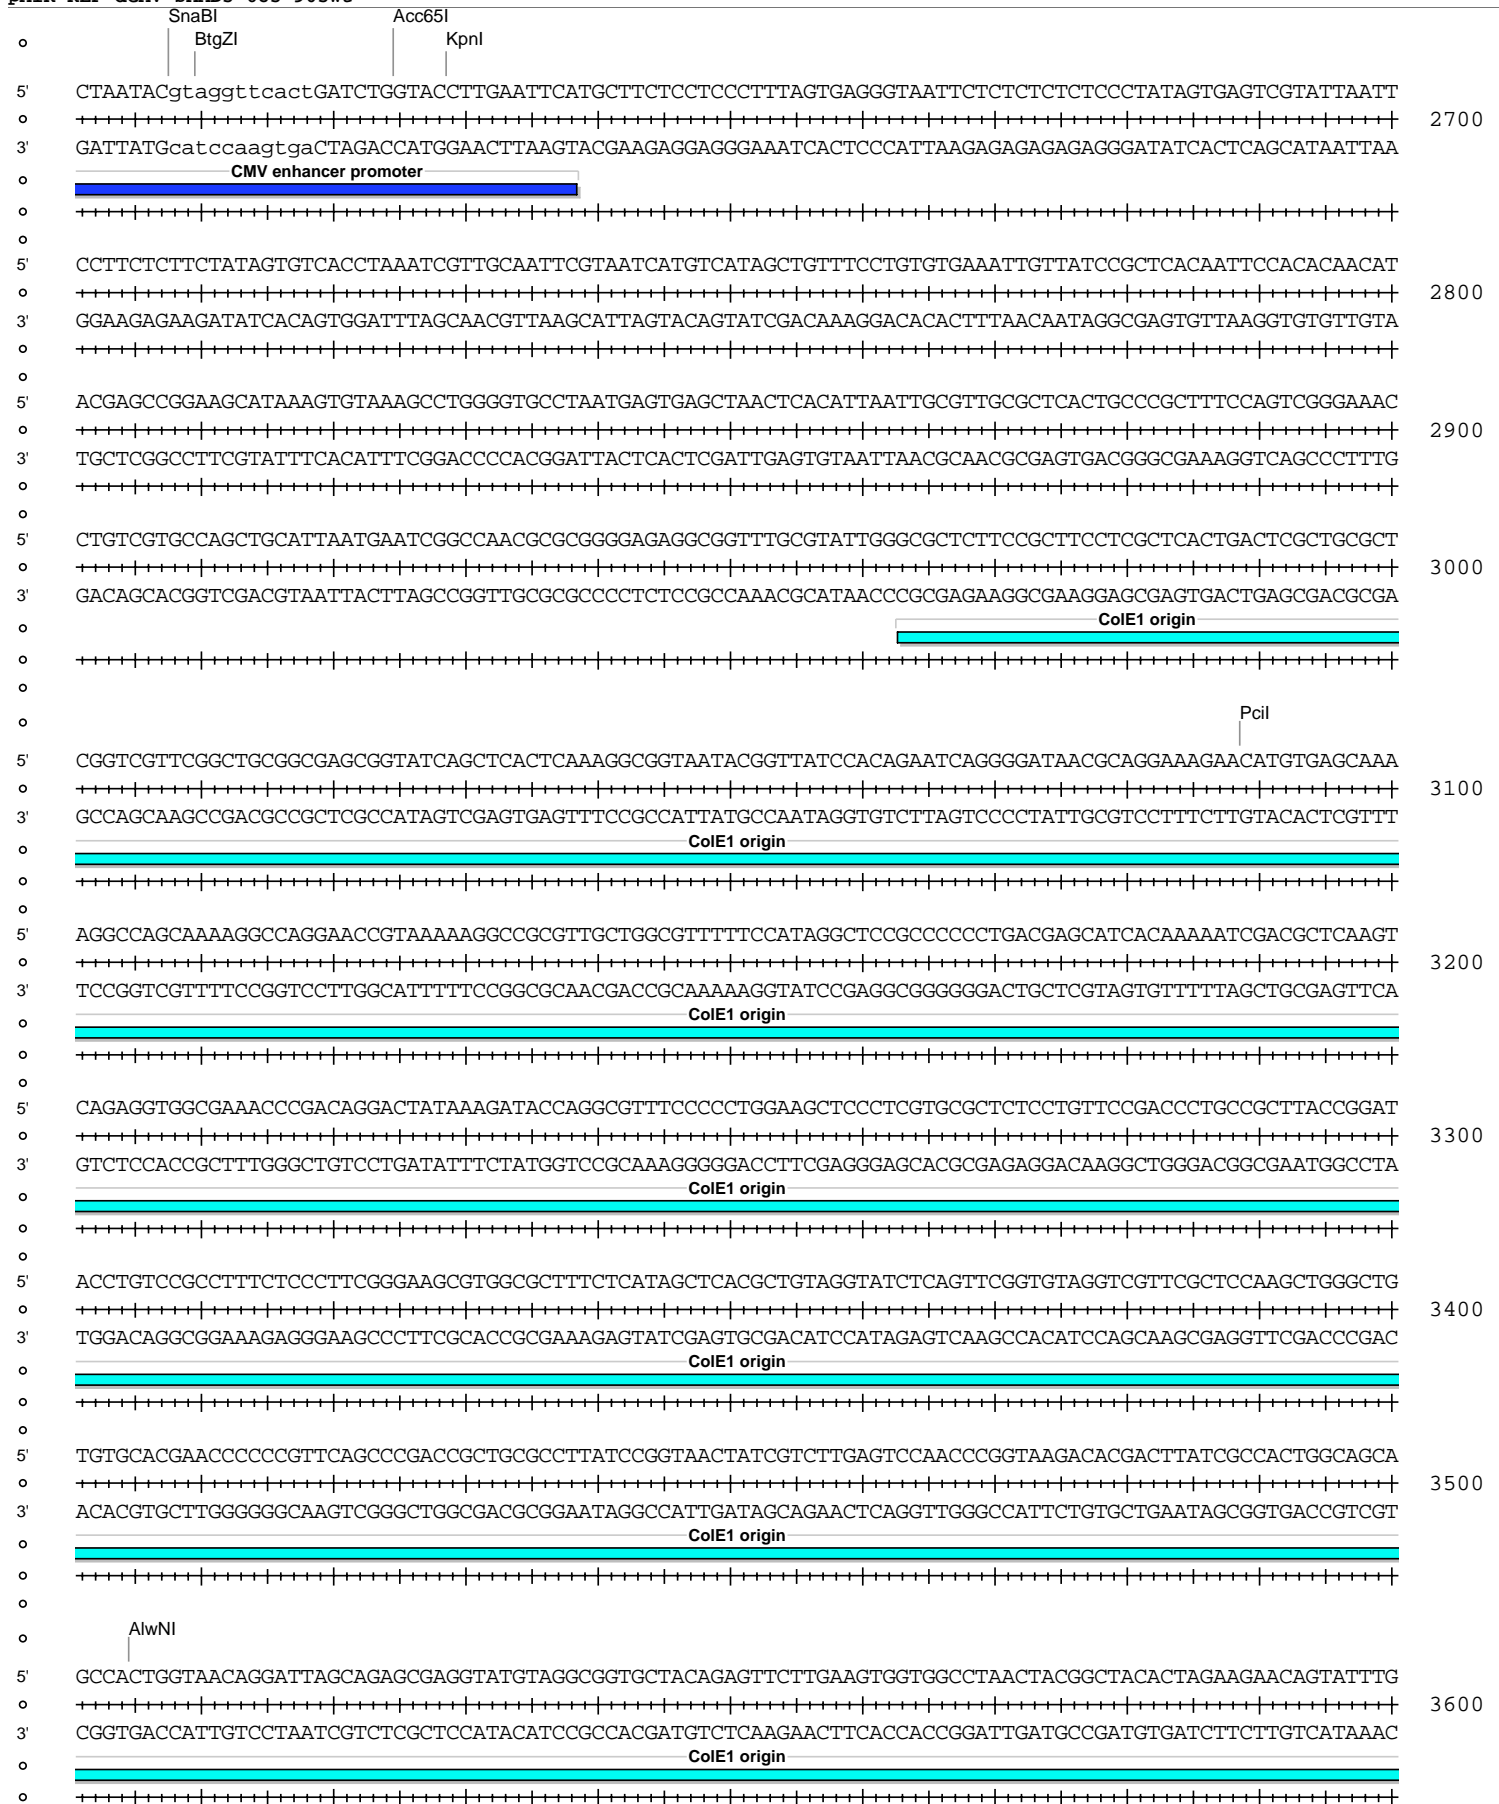 SnaBI Acc65I
BtgZI KpnI
5' CTAATACgtaggttcactGATCTGGTACCTTGAATTCATGCTTCTCCTCCCTTTAGTGAGGGTAATTCTCTCTCTCTCCCTATAGTGAGTCGTATTAATT
2700
3' GATTATGcatccaagtgaCTAGACCATGGAACTTAAGTACGAAGAGGAGGGAAATCACTCCCATTAAGAGAGAGAGAGGGATATCACTCAGCATAATTAA
CMV enhancer promoter
5' CCTTCTCTTCTATAGTGTCACCTAAATCGTTGCAATTCGTAATCATGTCATAGCTGTTTCCTGTGTGAAATTGTTATCCGCTCACAATTCCACACAACAT
2800
3' GGAAGAGAAGATATCACAGTGGATTTAGCAACGTTAAGCATTAGTACAGTATCGACAAAGGACACACTTTAACAATAGGCGAGTGTTAAGGTGTGTTGTA
5' ACGAGCCGGAAGCATAAAGTGTAAAGCCTGGGGTGCCTAATGAGTGAGCTAACTCACATTAATTGCGTTGCGCTCACTGCCCGCTTTCCAGTCGGGAAAC
2900
3' TGCTCGGCCTTCGTATTTCACATTTCGGACCCCACGGATTACTCACTCGATTGAGTGTAATTAACGCAACGCGAGTGACGGGCGAAAGGTCAGCCCTTTG
5' CTGTCGTGCCAGCTGCATTAATGAATCGGCCAACGCGCGGGGAGAGGCGGTTTGCGTATTGGGCGCTCTTCCGCTTCCTCGCTCACTGACTCGCTGCGCT
3000
3' GACAGCACGGTCGACGTAATTACTTAGCCGGTTGCGCGCCCCTCTCCGCCAAACGCATAACCCGCGAGAAGGCGAAGGAGCGAGTGACTGAGCGACGCGA
ColE1 origin
PciI
5' CGGTCGTTCGGCTGCGGCGAGCGGTATCAGCTCACTCAAAGGCGGTAATACGGTTATCCACAGAATCAGGGGATAACGCAGGAAAGAACATGTGAGCAAA
3100
3' GCCAGCAAGCCGACGCCGCTCGCCATAGTCGAGTGAGTTTCCGCCATTATGCCAATAGGTGTCTTAGTCCCCTATTGCGTCCTTTCTTGTACACTCGTTT
ColE1 origin
5' AGGCCAGCAAAAGGCCAGGAACCGTAAAAAGGCCGCGTTGCTGGCGTTTTTCCATAGGCTCCGCCCCCCTGACGAGCATCACAAAAATCGACGCTCAAGT
3200
3' TCCGGTCGTTTTCCGGTCCTTGGCATTTTTCCGGCGCAACGACCGCAAAAAGGTATCCGAGGCGGGGGGACTGCTCGTAGTGTTTTTAGCTGCGAGTTCA
ColE1 origin
5' CAGAGGTGGCGAAACCCGACAGGACTATAAAGATACCAGGCGTTTCCCCCTGGAAGCTCCCTCGTGCGCTCTCCTGTTCCGACCCTGCCGCTTACCGGAT
3300
3' GTCTCCACCGCTTTGGGCTGTCCTGATATTTCTATGGTCCGCAAAGGGGGACCTTCGAGGGAGCACGCGAGAGGACAAGGCTGGGACGGCGAATGGCCTA
ColE1 origin
5' ACCTGTCCGCCTTTCTCCCTTCGGGAAGCGTGGCGCTTTCTCATAGCTCACGCTGTAGGTATCTCAGTTCGGTGTAGGTCGTTCGCTCCAAGCTGGGCTG
3400
3' TGGACAGGCGGAAAGAGGGAAGCCCTTCGCACCGCGAAAGAGTATCGAGTGCGACATCCATAGAGTCAAGCCACATCCAGCAAGCGAGGTTCGACCCGAC
ColE1 origin
5' TGTGCACGAACCCCCCGTTCAGCCCGACCGCTGCGCCTTATCCGGTAACTATCGTCTTGAGTCCAACCCGGTAAGACACGACTTATCGCCACTGGCAGCA
3500
3' ACACGTGCTTGGGGGGCAAGTCGGGCTGGCGACGCGGAATAGGCCATTGATAGCAGAACTCAGGTTGGGCCATTCTGTGCTGAATAGCGGTGACCGTCGT
ColE1 origin
AlwNI
5' GCCACTGGTAACAGGATTAGCAGAGCGAGGTATGTAGGCGGTGCTACAGAGTTCTTGAAGTGGTGGCCTAACTACGGCTACACTAGAAGAACAGTATTTG
3600
3' CGGTGACCATTGTCCTAATCGTCTCGCTCCATACATCCGCCACGATGTCTCAAGAACTTCACCACCGGATTGATGCCGATGTGATCTTCTTGTCATAAAC
ColE1 origin